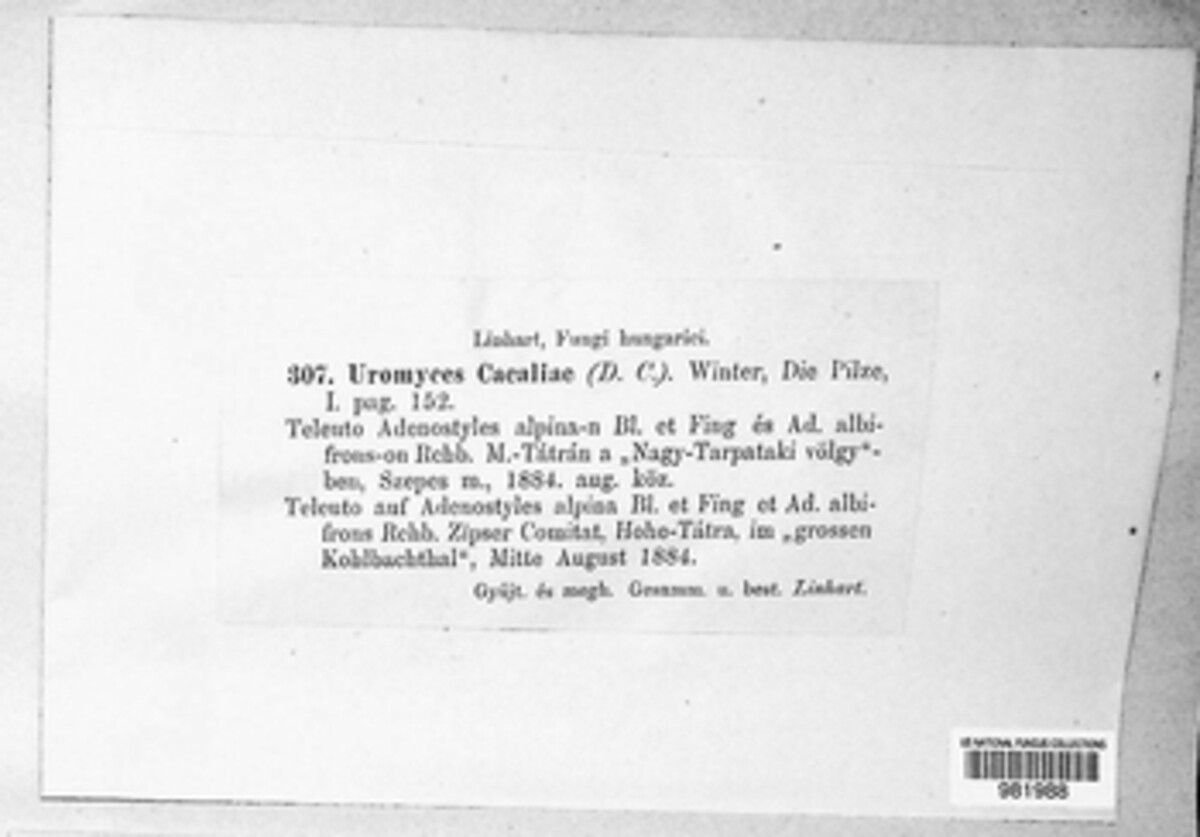 Linhart, Fungi hungarici.
307. Uromyces Cacaliae (D. C.). Winter, Die Pilze,
I. pag. 152.
Teleuto Adenostyles alpina-n Bl. et Fing és Ad. albi-
frons-on Rchb. M.-Tátrán a „Nagy-Tarpataki völgy“-
ben, Szepes m., 1884. aug. köz.
Teleuto auf Adenostyles alpina Bl. et Fing et Ad. albi-
frons Rchb. Zipser Comitat, Hohe-Tátra, im „grossen
Kohlbachthal“, Mitte August 1884.
Gyűjt. és megh. Gesamm. u. best. Linhart.
US NATIONAL FUNGUS COLLECTIONS
981988